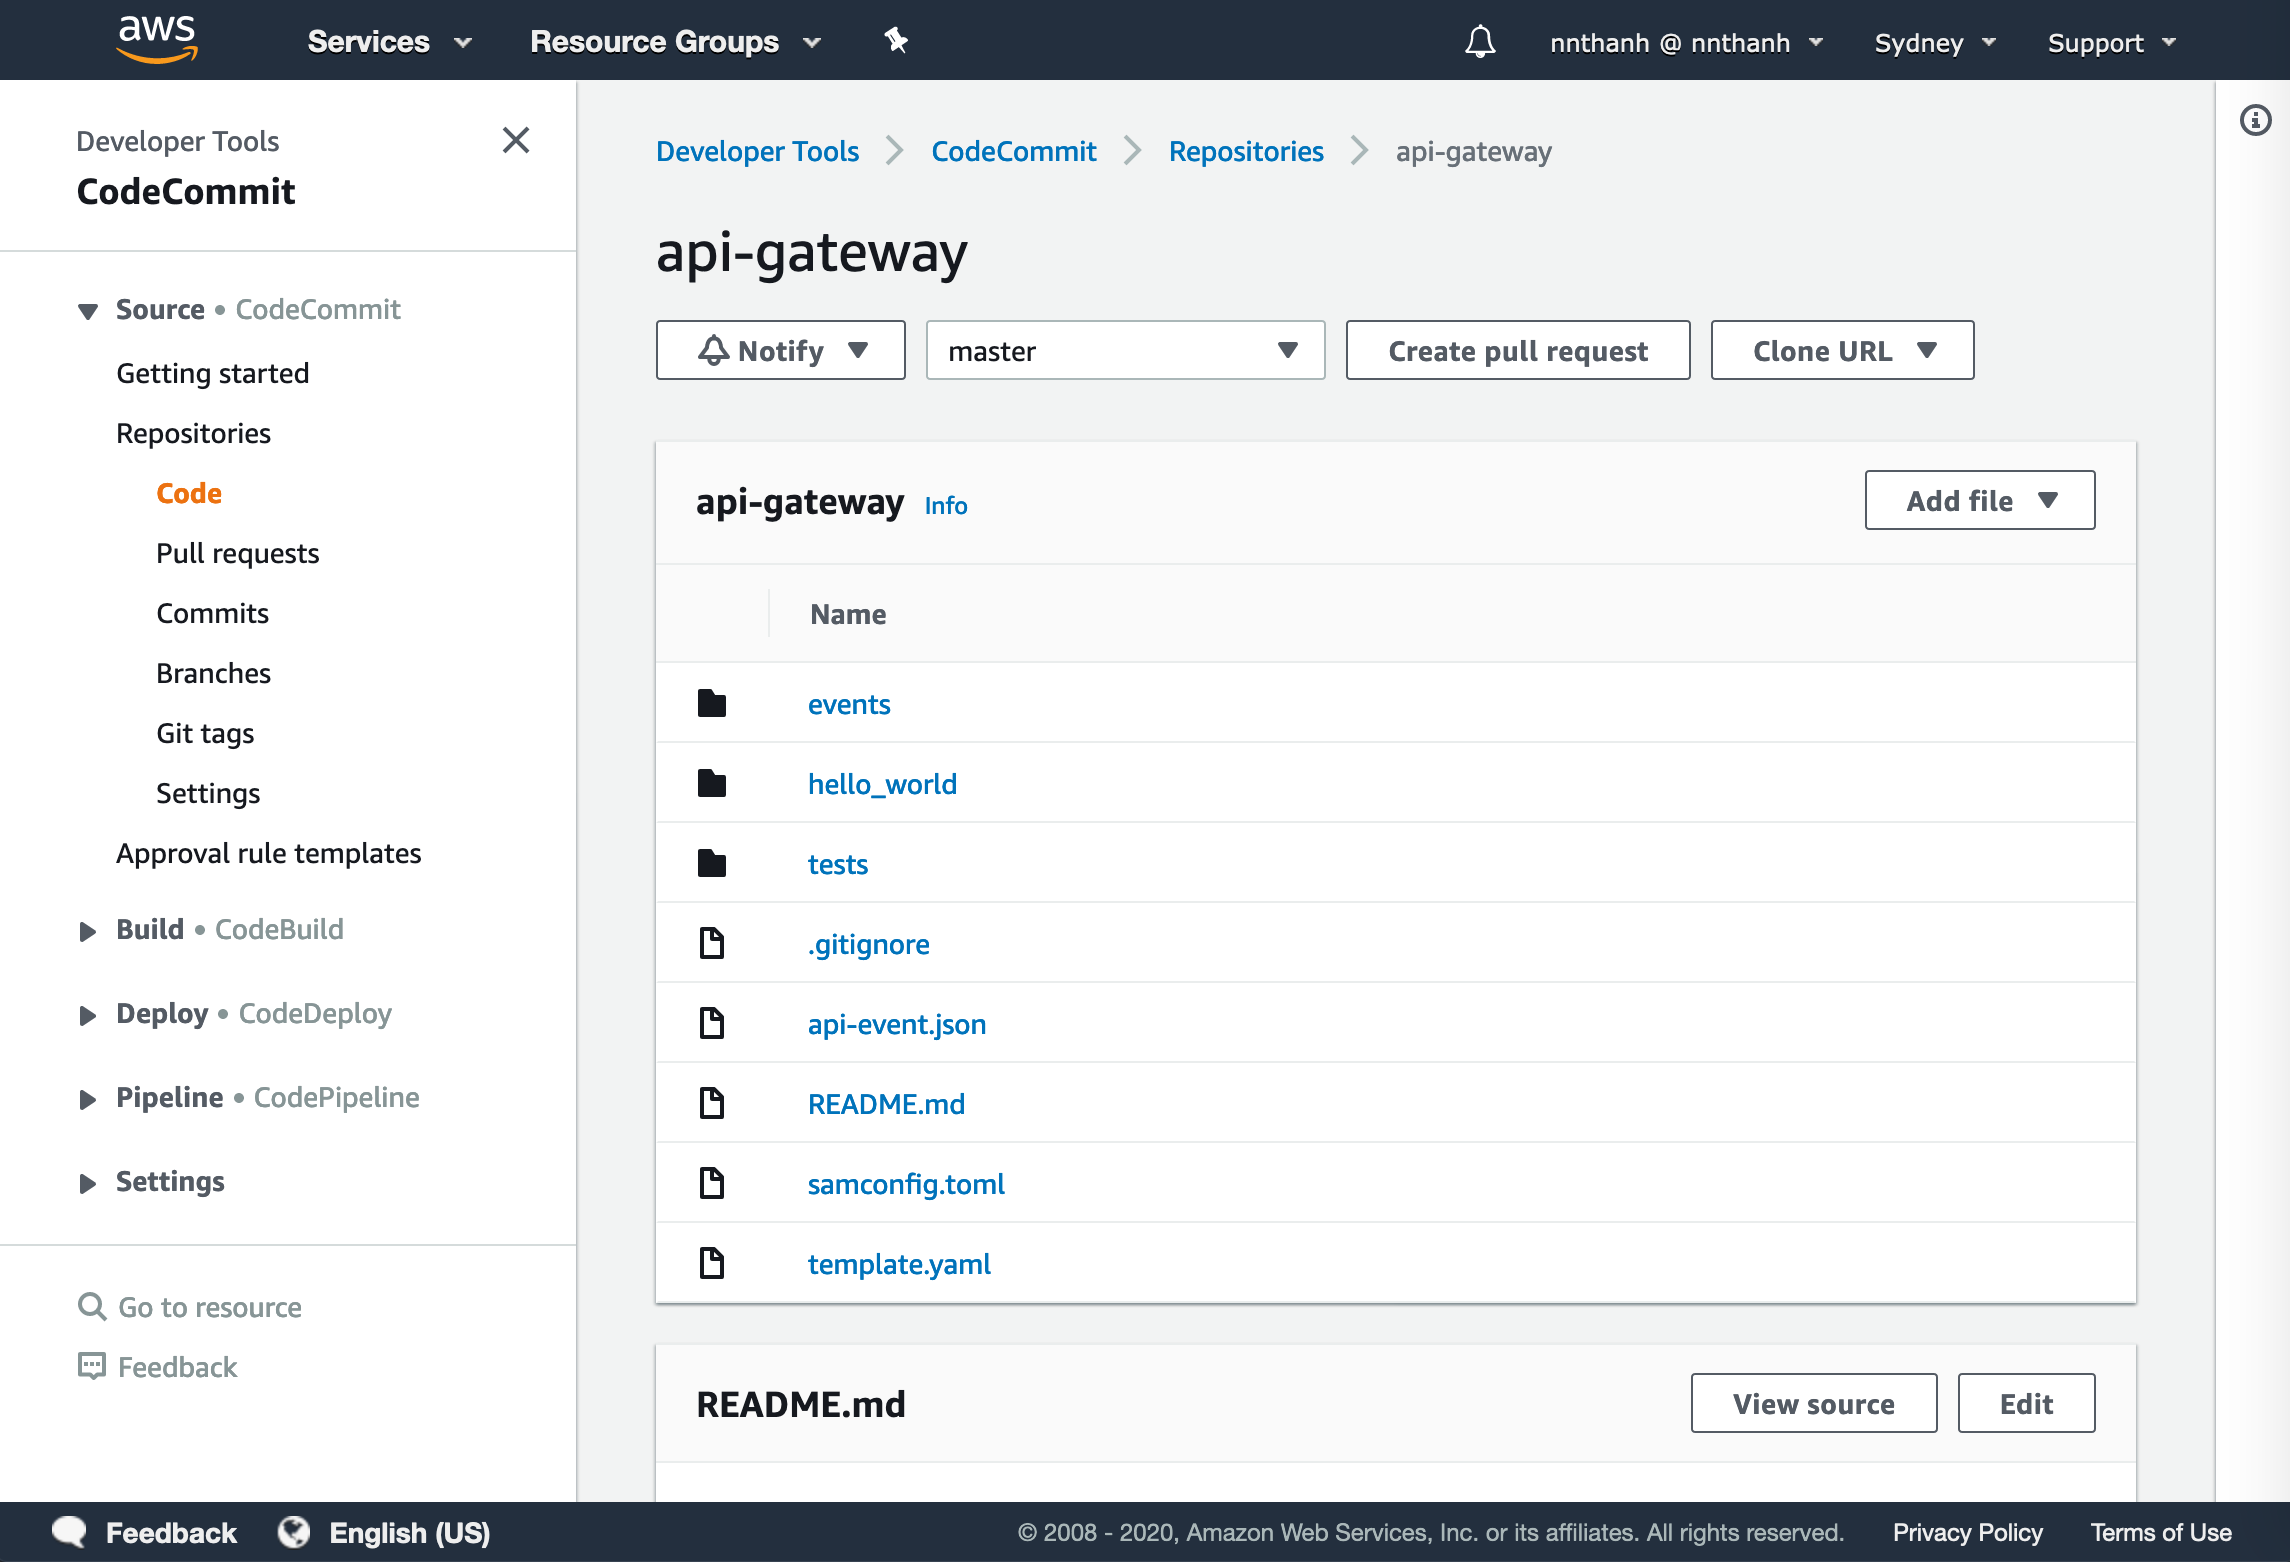 aws Services Resource Groups nnthanh @ nnthanh Sydney Support
Developer Tools
CodeCommit
Source • CodeCommit
Getting started
Repositories
Code
Pull requests
Commits
Branches
Git tags
Settings
Approval rule templates
Build • CodeBuild
Deploy • CodeDeploy
Pipeline • CodePipeline
Settings
Go to resource
Feedback
Developer Tools CodeCommit Repositories api-gateway
api-gateway
Notify master Create pull request Clone URL
api-gateway Info Add file
Name
events
hello_world
tests
.gitignore
api-event.json
README.md
samconfig.toml
template.yaml
README.md View source Edit
Feedback English (US) © 2008 - 2020, Amazon Web Services, Inc. or its affiliates. All rights reserved. Privacy Policy Terms of Use